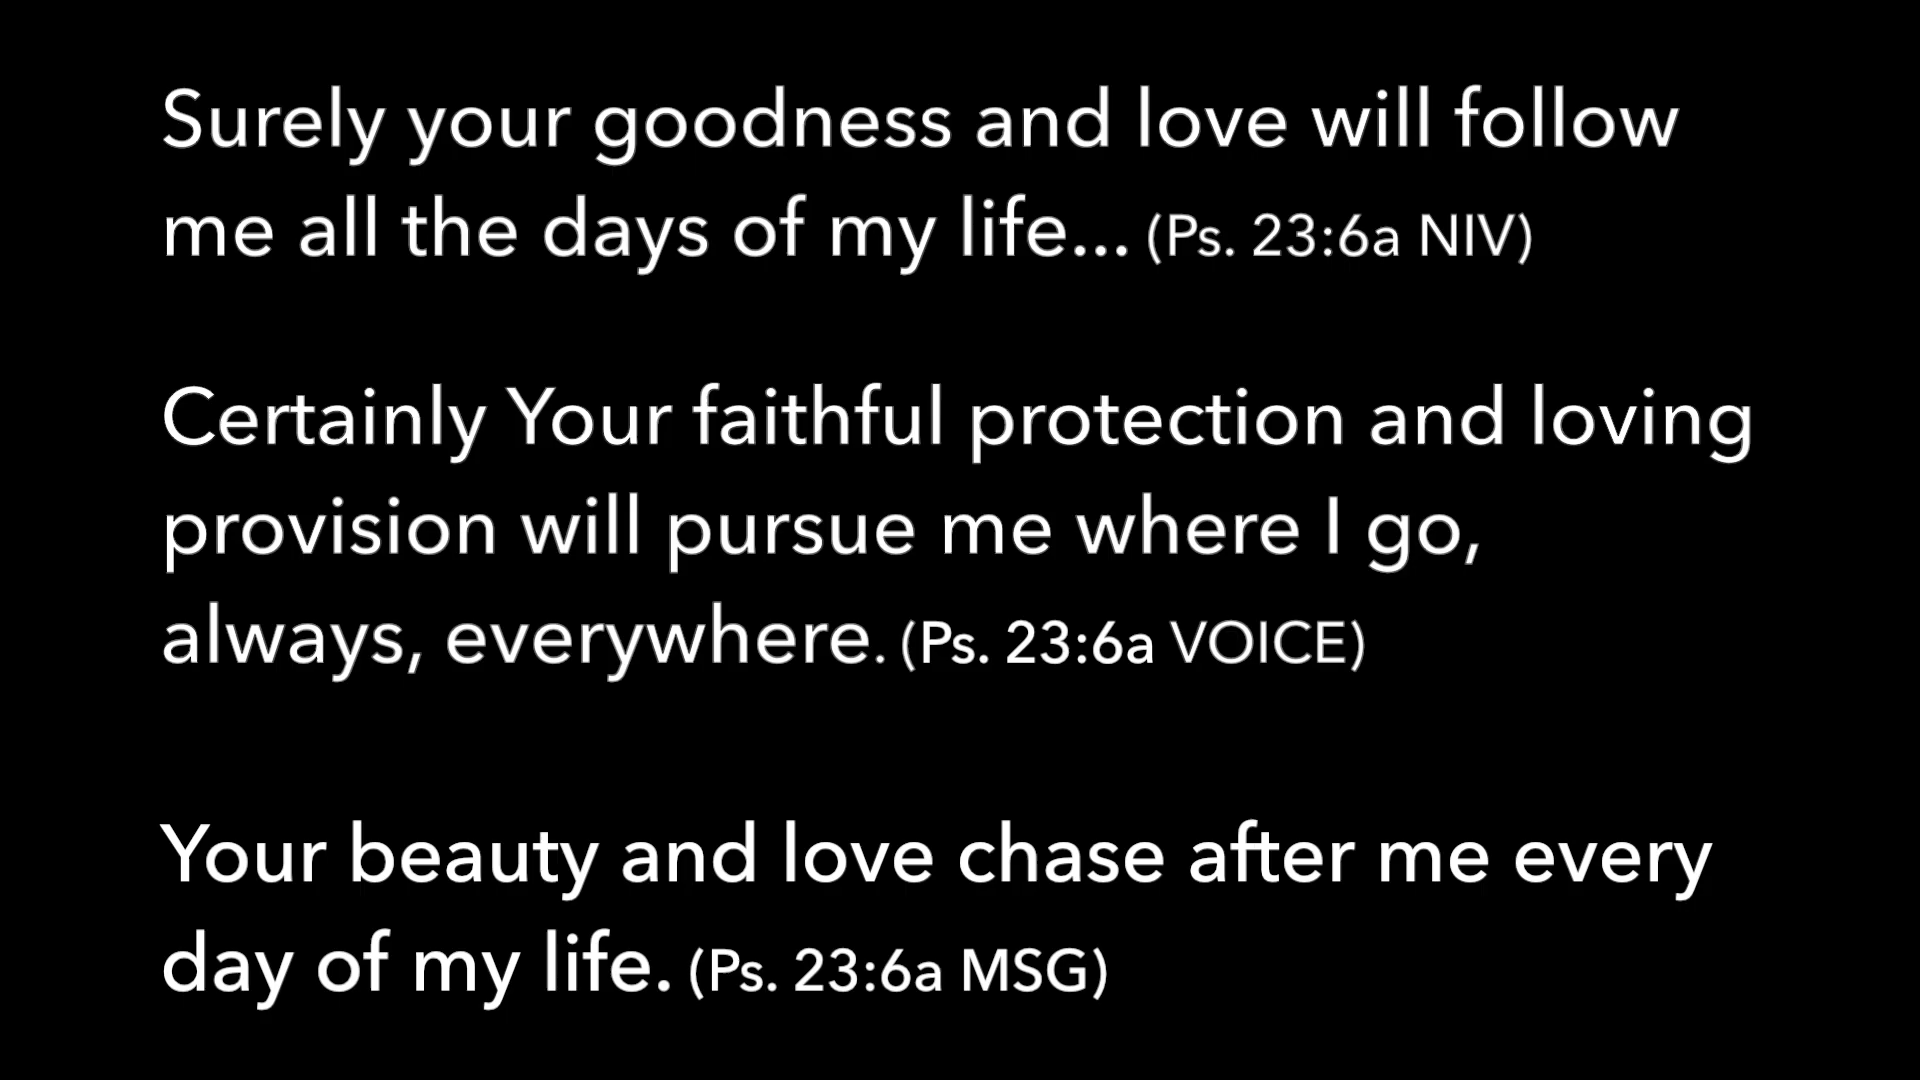 Surely your goodness and love will follow
me all the days of my life... (Ps. 23:6a NIV)
Certainly Your faithful protection and loving
provision will pursue me where I go,
always, everywhere. (Ps. 23:6a VOICE)
Your beauty and love chase after me every
day of my life. (Ps. 23:6a MSG)